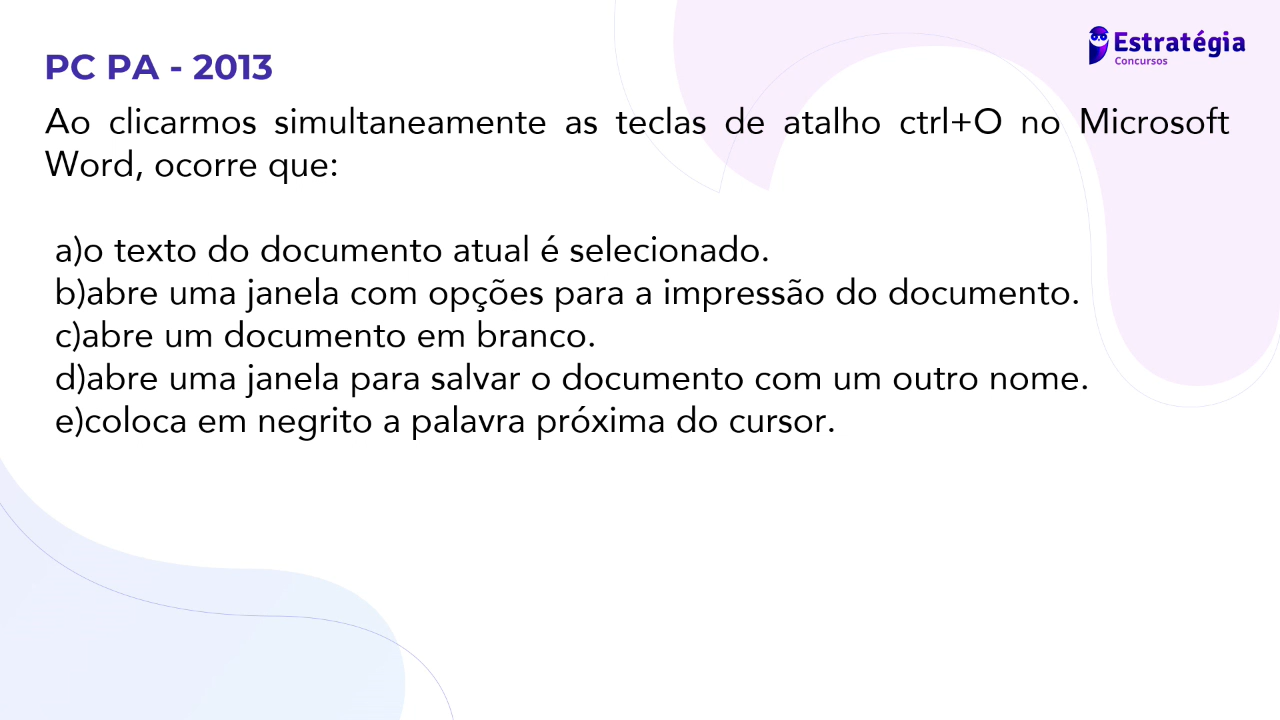 Estratégia
Concursos
PC PA - 2013
Ao clicarmos simultaneamente as teclas de atalho ctrl+O no Microsoft
Word, ocorre que:
a)o texto do documento atual é selecionado.
b)abre uma janela com opções para a impressão do documento.
c)abre um documento em branco.
d)abre uma janela para salvar o documento com um outro nome.
e)coloca em negrito a palavra próxima do cursor.